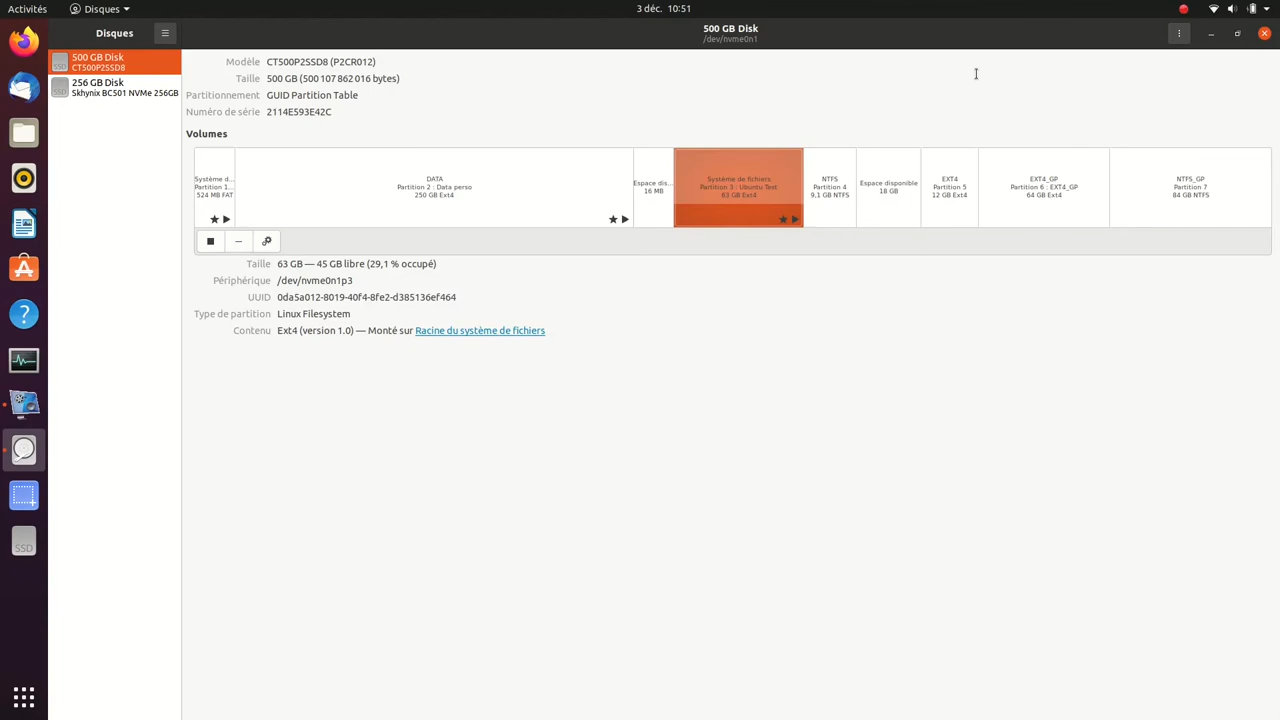 Activités
Disques
3 déc. 10:51
Disques
500 GB Disk
/dev/nvme0n1
500 GB Disk
CT500P2SSD8
256 GB Disk
Skhynix BC501 NVMe 256GB
Modèle CT500P2SSD8 (P2CR012)
Taille 500 GB (500 107 862 016 bytes)
Partitionnement GUID Partition Table
Numéro de série 2114E593E42C
Volumes
Système d...
Partition 1...
524 MB FAT
DATA
Partition 2 : Data perso
250 GB Ext4
Espace dis...
16 MB
Système de fichiers
Partition 3 : Ubuntu Test
63 GB Ext4
NTFS
Partition 4
9,1 GB NTFS
Espace disponible
18 GB
EXT4
Partition 5
12 GB Ext4
EXT4_GP
Partition 6 : EXT4_GP
64 GB Ext4
NTFS_GP
Partition 7
84 GB NTFS
Taille 63 GB — 45 GB libre (29,1 % occupé)
Périphérique /dev/nvme0n1p3
UUID 0da5a012-8019-40f4-8fe2-d385136ef464
Type de partition Linux Filesystem
Contenu Ext4 (version 1.0) — Monté sur Racine du système de fichiers
SSD